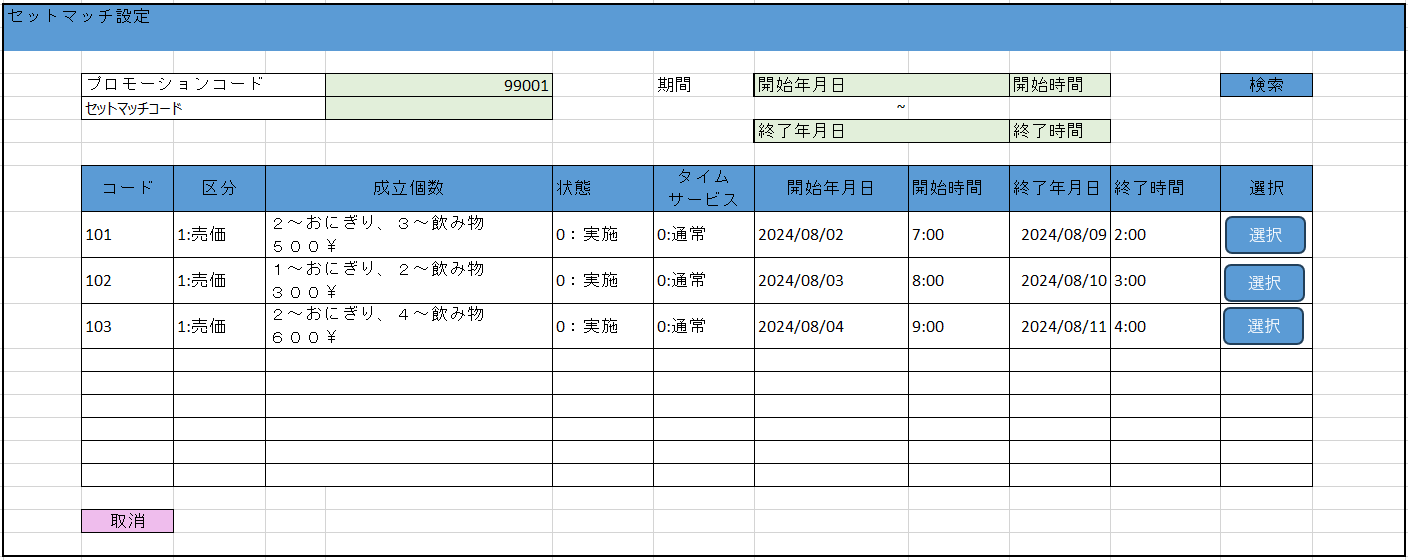 セットマッチ設定
プロモーションコード 99001 期間 開始年月日 開始時間 検索
セットマッチコード ~
終了年月日 終了時間
コード 区分 成立個数 状態 タイム
サービス 開始年月日 開始時間 終了年月日 終了時間 選択
101 1:売価 2～おにぎり、3～飲み物
500￥ 0：実施 0:通常 2024/08/02 7:00 2024/08/09 2:00 選択
102 1:売価 1～おにぎり、2～飲み物
300￥ 0：実施 0:通常 2024/08/03 8:00 2024/08/10 3:00 選択
103 1:売価 2～おにぎり、4～飲み物
600￥ 0：実施 0:通常 2024/08/04 9:00 2024/08/11 4:00 選択
取消